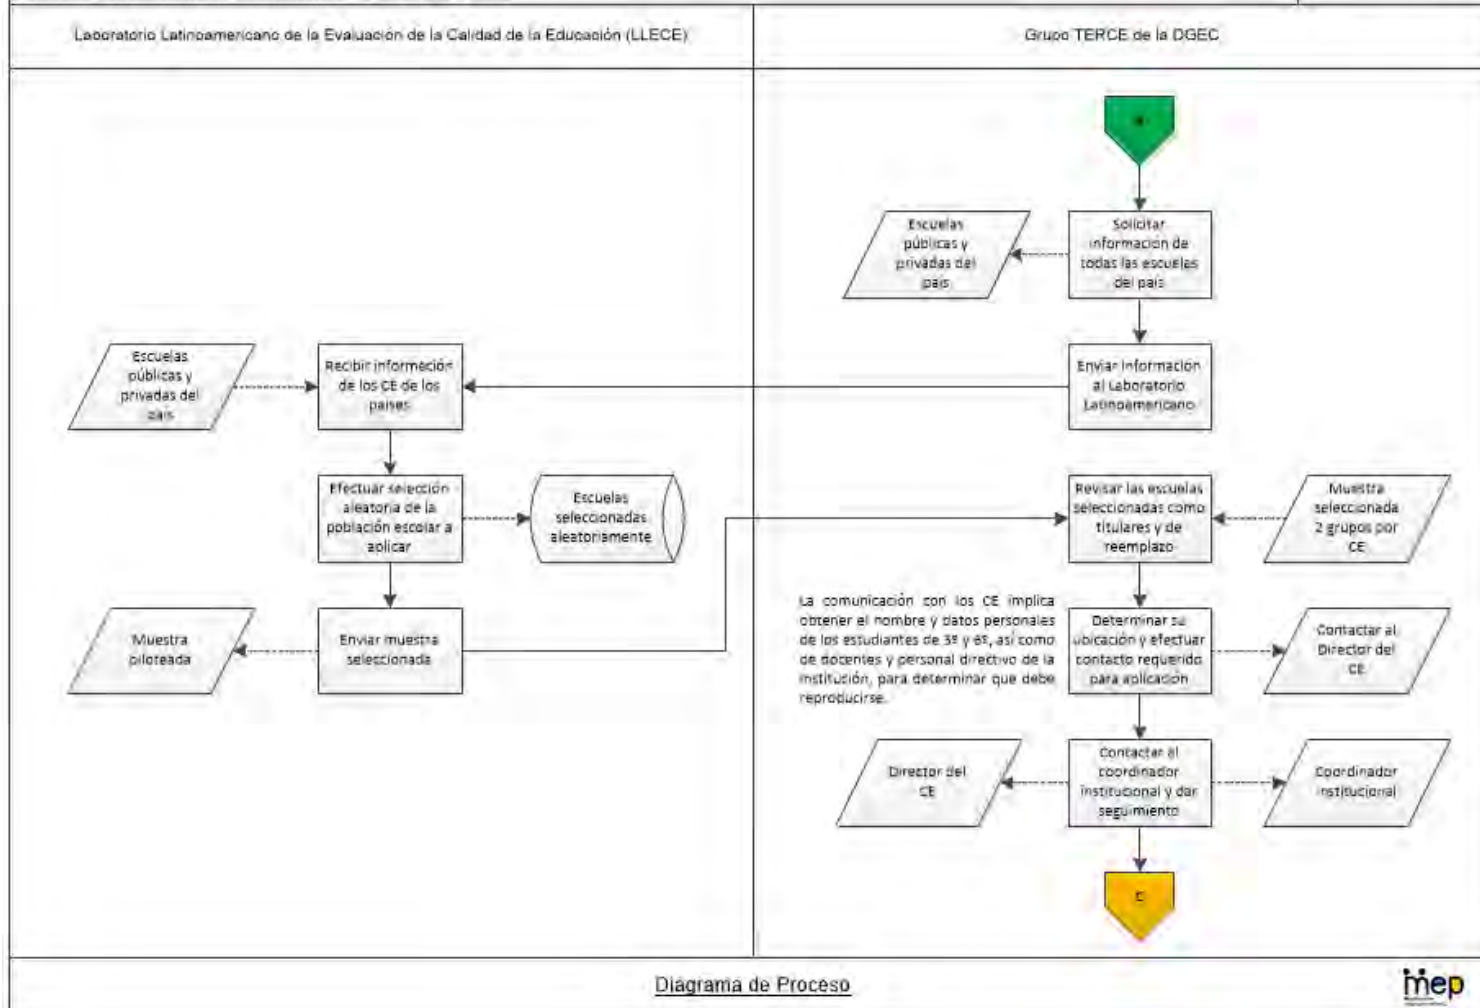 Laboratorio Latinoamericano de la Evaluación de la Calidad de la Educación (LLECE)
Grupo TERCE de la DGEC
Escuelas
públicas y
privadas del
país
Solicitar
información de
todas las escuelas
del país
Escuelas
públicas y
privadas del
país
Recibir información
de los CE de los
países
Enviar información
al Laboratorio
Latinoamericano
Efectuar selección
aleatoria de la
población escolar a
aplicar
Escuelas
seleccionadas
aleatoriamente
Revisar las escuelas
seleccionadas como
titulares y de
reemplazo
Muestra
seleccionada
2 grupos por
CE
Muestra
piloteada
Enviar muestra
seleccionada
La comunicación con los CE implica
obtener el nombre y datos personales
de los estudiantes de 3º y 6º, así como
de docentes y personal directivo de la
institución, para determinar que debe
reproducirse.
Determinar su
ubicación y efectuar
contacto requerido
para aplicación
Contactar al
Director del
CE
Director del
CE
Contactar al
coordinador
institucional y dar
seguimiento
Coordinador
institucional
Diagrama de Proceso
mep